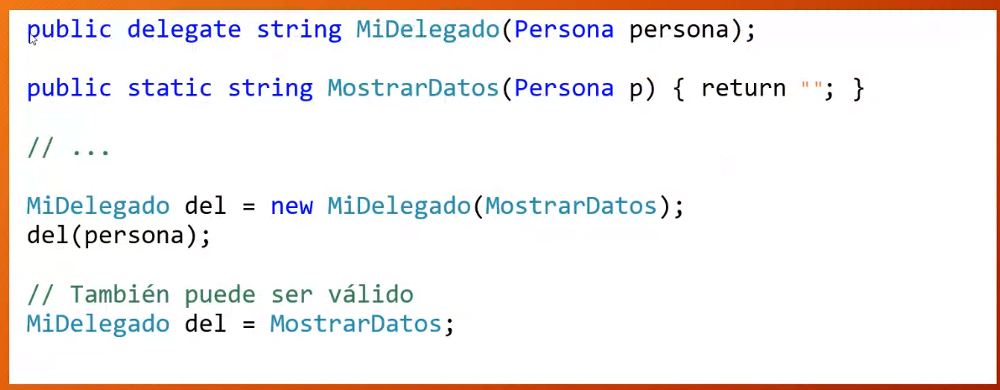 public delegate string MiDelegado(Persona persona);
public static string MostrarDatos(Persona p) { return ""; }
// ...
MiDelegado del = new MiDelegado(MostrarDatos);
del(persona);
// También puede ser válido
MiDelegado del = MostrarDatos;